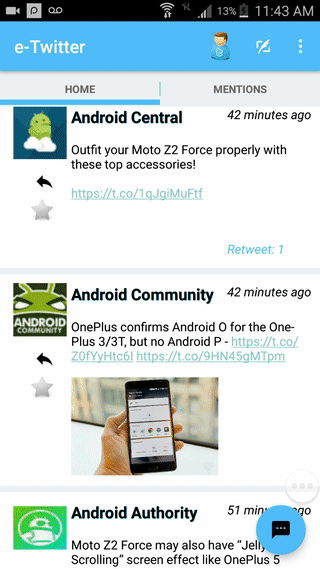 13% 11:43 AM
e-Twitter
HOME MENTIONS
Android Central 42 minutes ago
Outfit your Moto Z2 Force properly with
these top accessories!
https://t.co/1qJgiMuFtf
Retweet: 1
Android Community 42 minutes ago
ANDROID
COMMUNITY
OnePlus confirms Android O for the One-
Plus 3/3T, but no Android P - https://t.co/
Z0fYyHtc6I https://t.co/9HN45gMTpm
Android Authority 51 minutes ago
Moto Z2 Force may also have “Jelly
Scrolling” screen effect like OnePlus 5